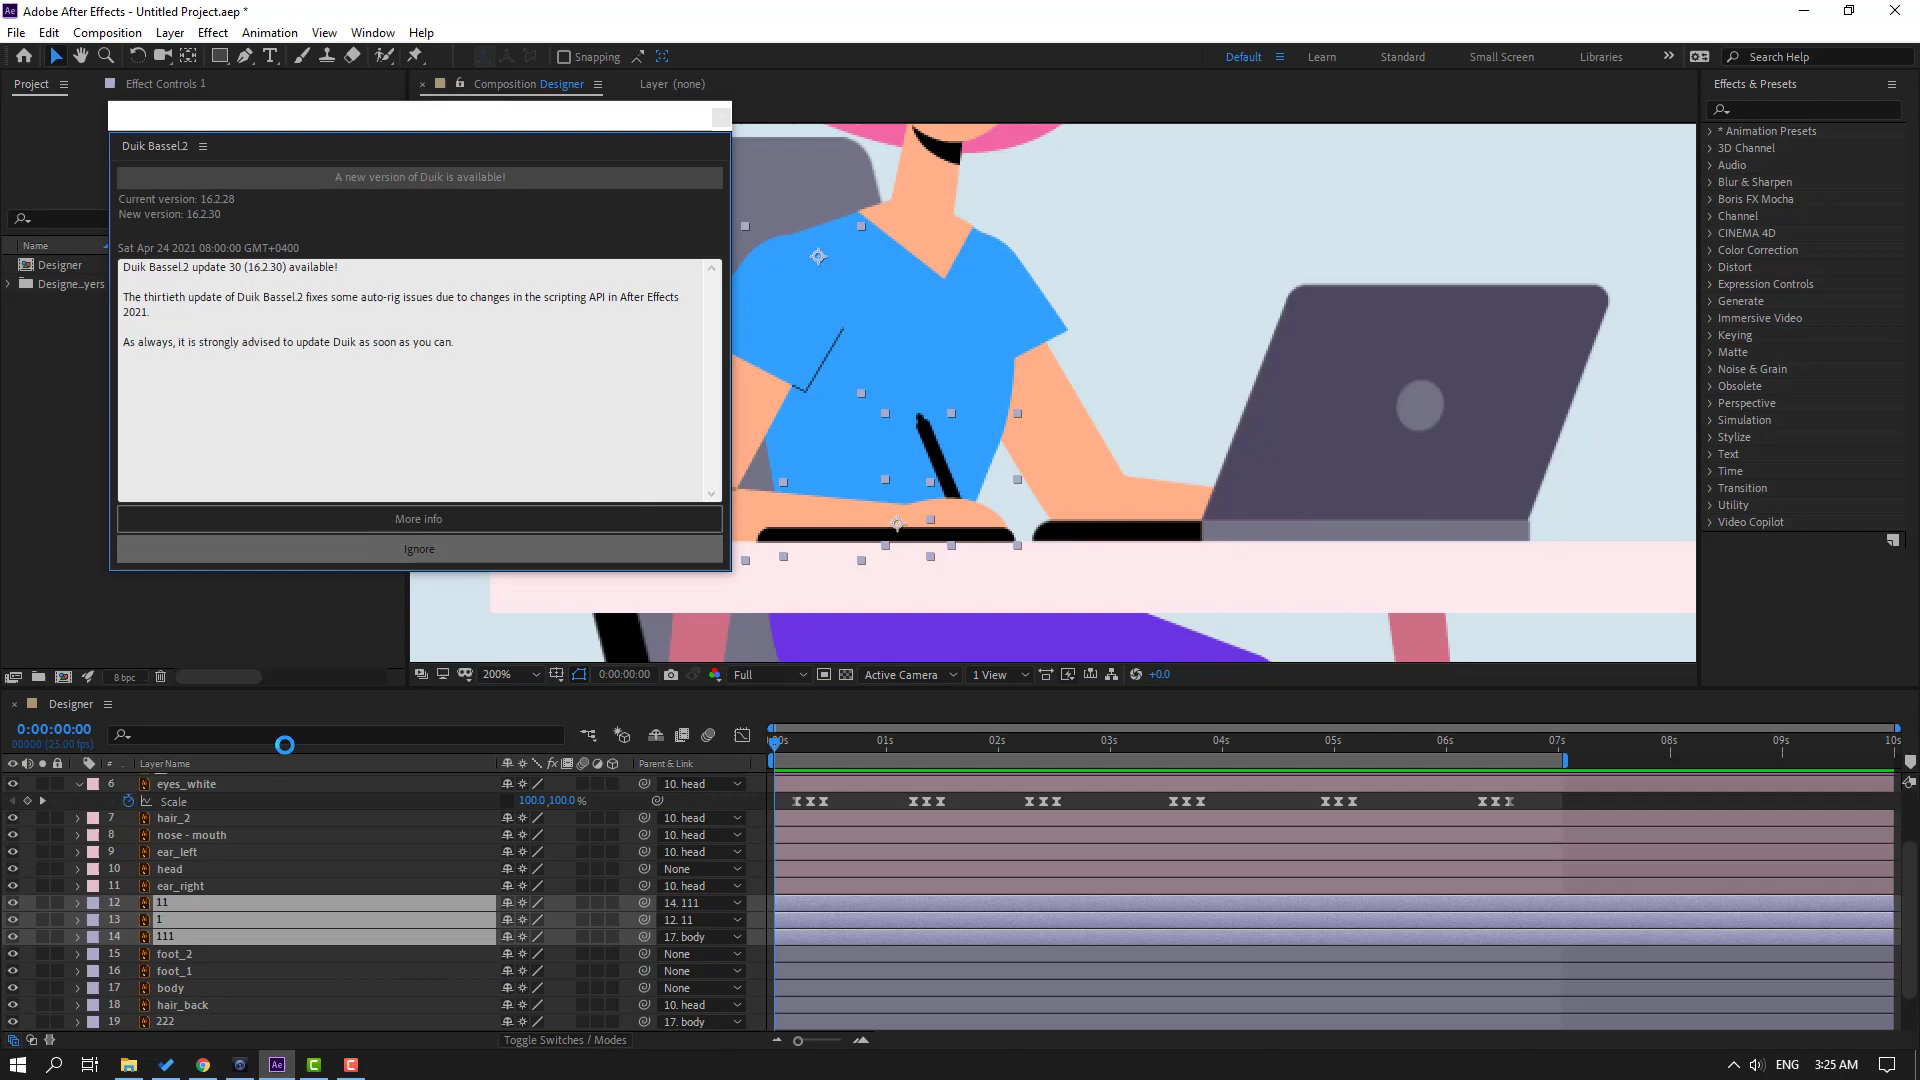 Ae Adobe After Effects - Untitled Project.aep *
File Edit Composition Layer Effect Animation View Window Help
Snapping Default Learn Standard Small Screen Libraries Search Help
Project Effect Controls 1 Composition Designer Layer (none) Effects & Presets
Duik Bassel.2
A new version of Duik is available!
Current version: 16.2.28
New version: 16.2.30
Sat Apr 24 2021 08:00:00 GMT+0400
Duik Bassel.2 update 30 (16.2.30) available!
The thirtieth update of Duik Bassel.2 fixes some auto-rig issues due to changes in the scripting API in After Effects
2021.
As always, it is strongly advised to update Duik as soon as you can.
More info
Ignore
Name
Designer
Designe...yers
8 bpc
* Animation Presets
3D Channel
Audio
Blur & Sharpen
Boris FX Mocha
Channel
CINEMA 4D
Color Correction
Distort
Expression Controls
Generate
Immersive Video
Keying
Matte
Noise & Grain
Obsolete
Perspective
Simulation
Stylize
Text
Time
Transition
Utility
Video Copilot
200% 0:00:00:00 Full Active Camera 1 View +0.0
Designer
0:00:00:00
00000 (25.00 fps)
00s 01s 02s 03s 04s 05s 06s 07s 08s 09s 10s
# Layer Name fx Parent & Link
6 eyes_white 10. head
Scale 100.0,100.0 %
7 hair_2 10. head
8 nose - mouth 10. head
9 ear_left 10. head
10 head None
11 ear_right 10. head
12 11 14. 111
13 1 12. 11
14 111 17. body
15 foot_2 None
16 foot_1 None
17 body None
18 hair_back 10. head
19 222 17. body
Toggle Switches / Modes
Ae C C ENG 3:25 AM